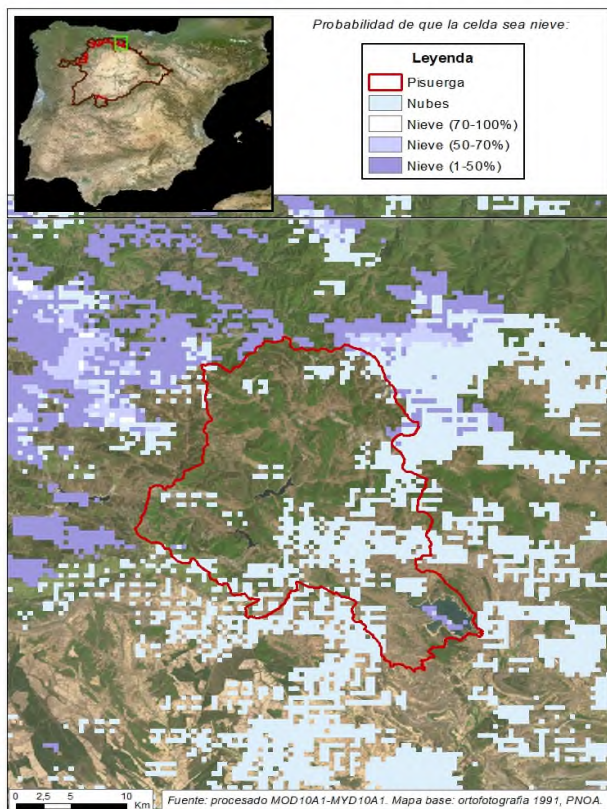 Probabilidad de que la celda sea nieve:
Leyenda
Pisuerga
Nubes
Nieve (70-100%)
Nieve (50-70%)
Nieve (1-50%)
0 2,5 5 10
Km
Fuente: procesado MOD10A1-MYD10A1. Mapa base: ortofotografia 1991, PNOA